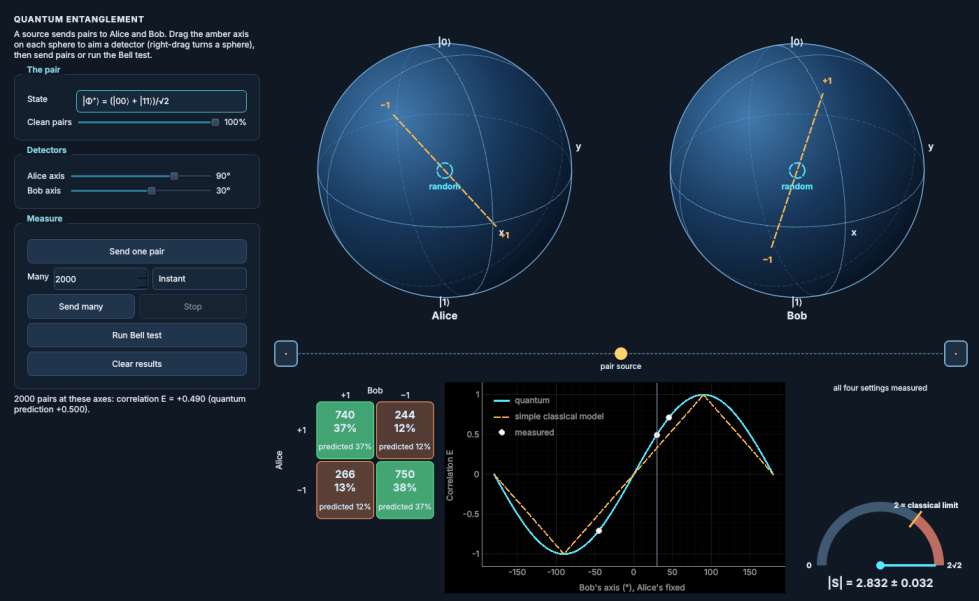 QUANTUM ENTANGLEMENT
A source sends pairs to Alice and Bob. Drag the amber axis
on each sphere to aim a detector (right-drag turns a sphere),
then send pairs or run the Bell test.
The pair
State
|Φ⁺⟩ = (|00⟩ + |11⟩)/√2
Clean pairs
100%
Detectors
Alice axis
90°
Bob axis
30°
Measure
Send one pair
Many
2000
Instant
Send many
Stop
Run Bell test
Clear results
2000 pairs at these axes: correlation E = +0.490 (quantum
prediction +0.500).
|0⟩
−1
y
random
x
+1
|1⟩
Alice
|0⟩
+1
y
random
x
−1
|1⟩
Bob
pair source
Bob
+1
−1
Alice
+1
740
37%
predicted 37%
244
12%
predicted 12%
−1
266
13%
predicted 12%
750
38%
predicted 37%
quantum
simple classical model
measured
Correlation E
1
0.5
0
-0.5
-1
-150
-100
-50
0
50
100
150
Bob's axis (°), Alice's fixed
all four settings measured
2 = classical limit
0
2√2
|S| = 2.832 ± 0.032